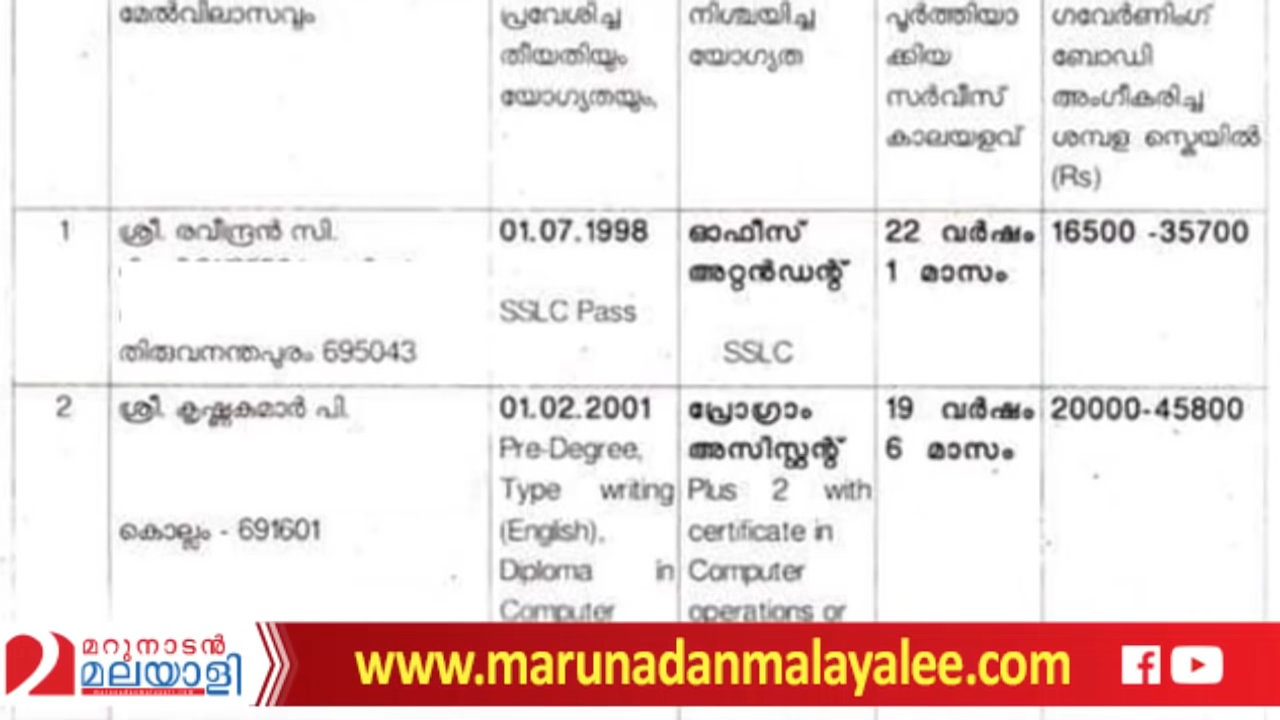 മേൽവിലാസവും
പ്രവേശിച്ച
തീയതിയും
യോഗ്യതയും,
നിശ്ചയിച്ച
യോഗ്യത
പൂർത്തിയാ
ക്കിയ
സർവീസ്
കാലയളവ്
ഗവേർണിംഗ്
ബോഡി
അംഗീകരിച്ച
ശമ്പള സ്കെയിൽ
(Rs)
1
ശ്രീ. രവീന്ദ്രൻ സി.
തിരുവനന്തപുരം 695043
01.07.1998
SSLC Pass
ഓഫീസ്
അറ്റൻഡന്റ്
SSLC
22 വർഷം
1 മാസം
16500 -35700
2
ശ്രീ. കൃഷ്ണകുമാർ പി.
കൊല്ലം - 691601
01.02.2001
Pre-Degree,
Type writing
(English),
Diploma in
Computer
പ്രോഗ്രാം
അസിസ്റ്റന്റ്
Plus 2 with
certificate in
Computer
operations or
19 വർഷം
6 മാസം
20000-45800
മറുനാടൻ
മലയാളി
www.marunadanmalayalee.com